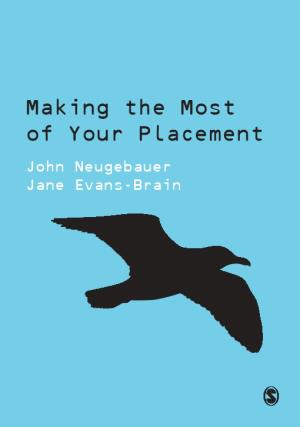 Making the Most
of Your Placement
John Neugebauer
Jane Evans-Brain
S